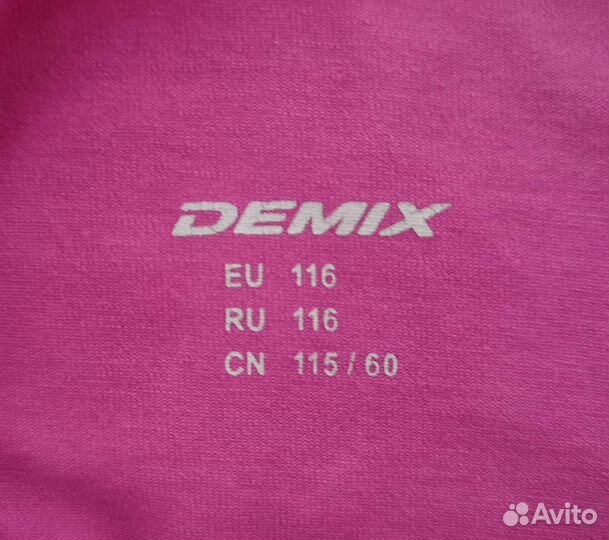 DEMIX
EU 116
RU 116
CN 115 / 60
Avito